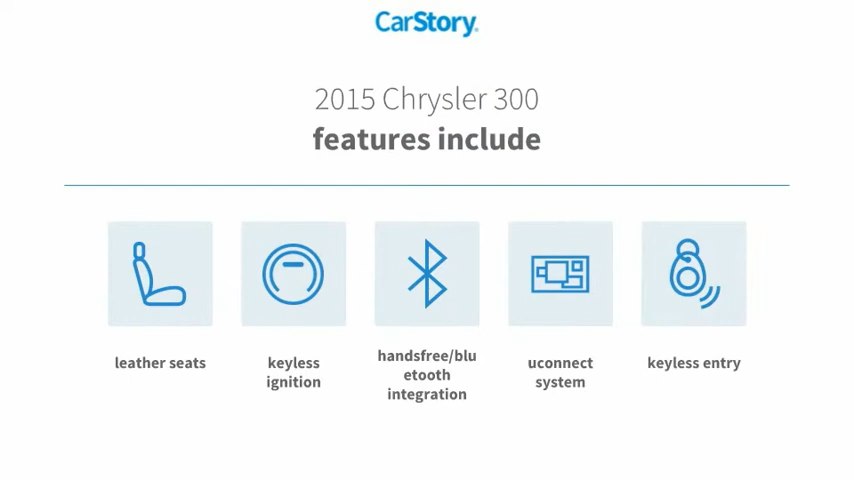 CarStory
2015 Chrysler 300
features include
leather seats
keyless
ignition
handsfree/blu
etooth
integration
uconnect
system
keyless entry